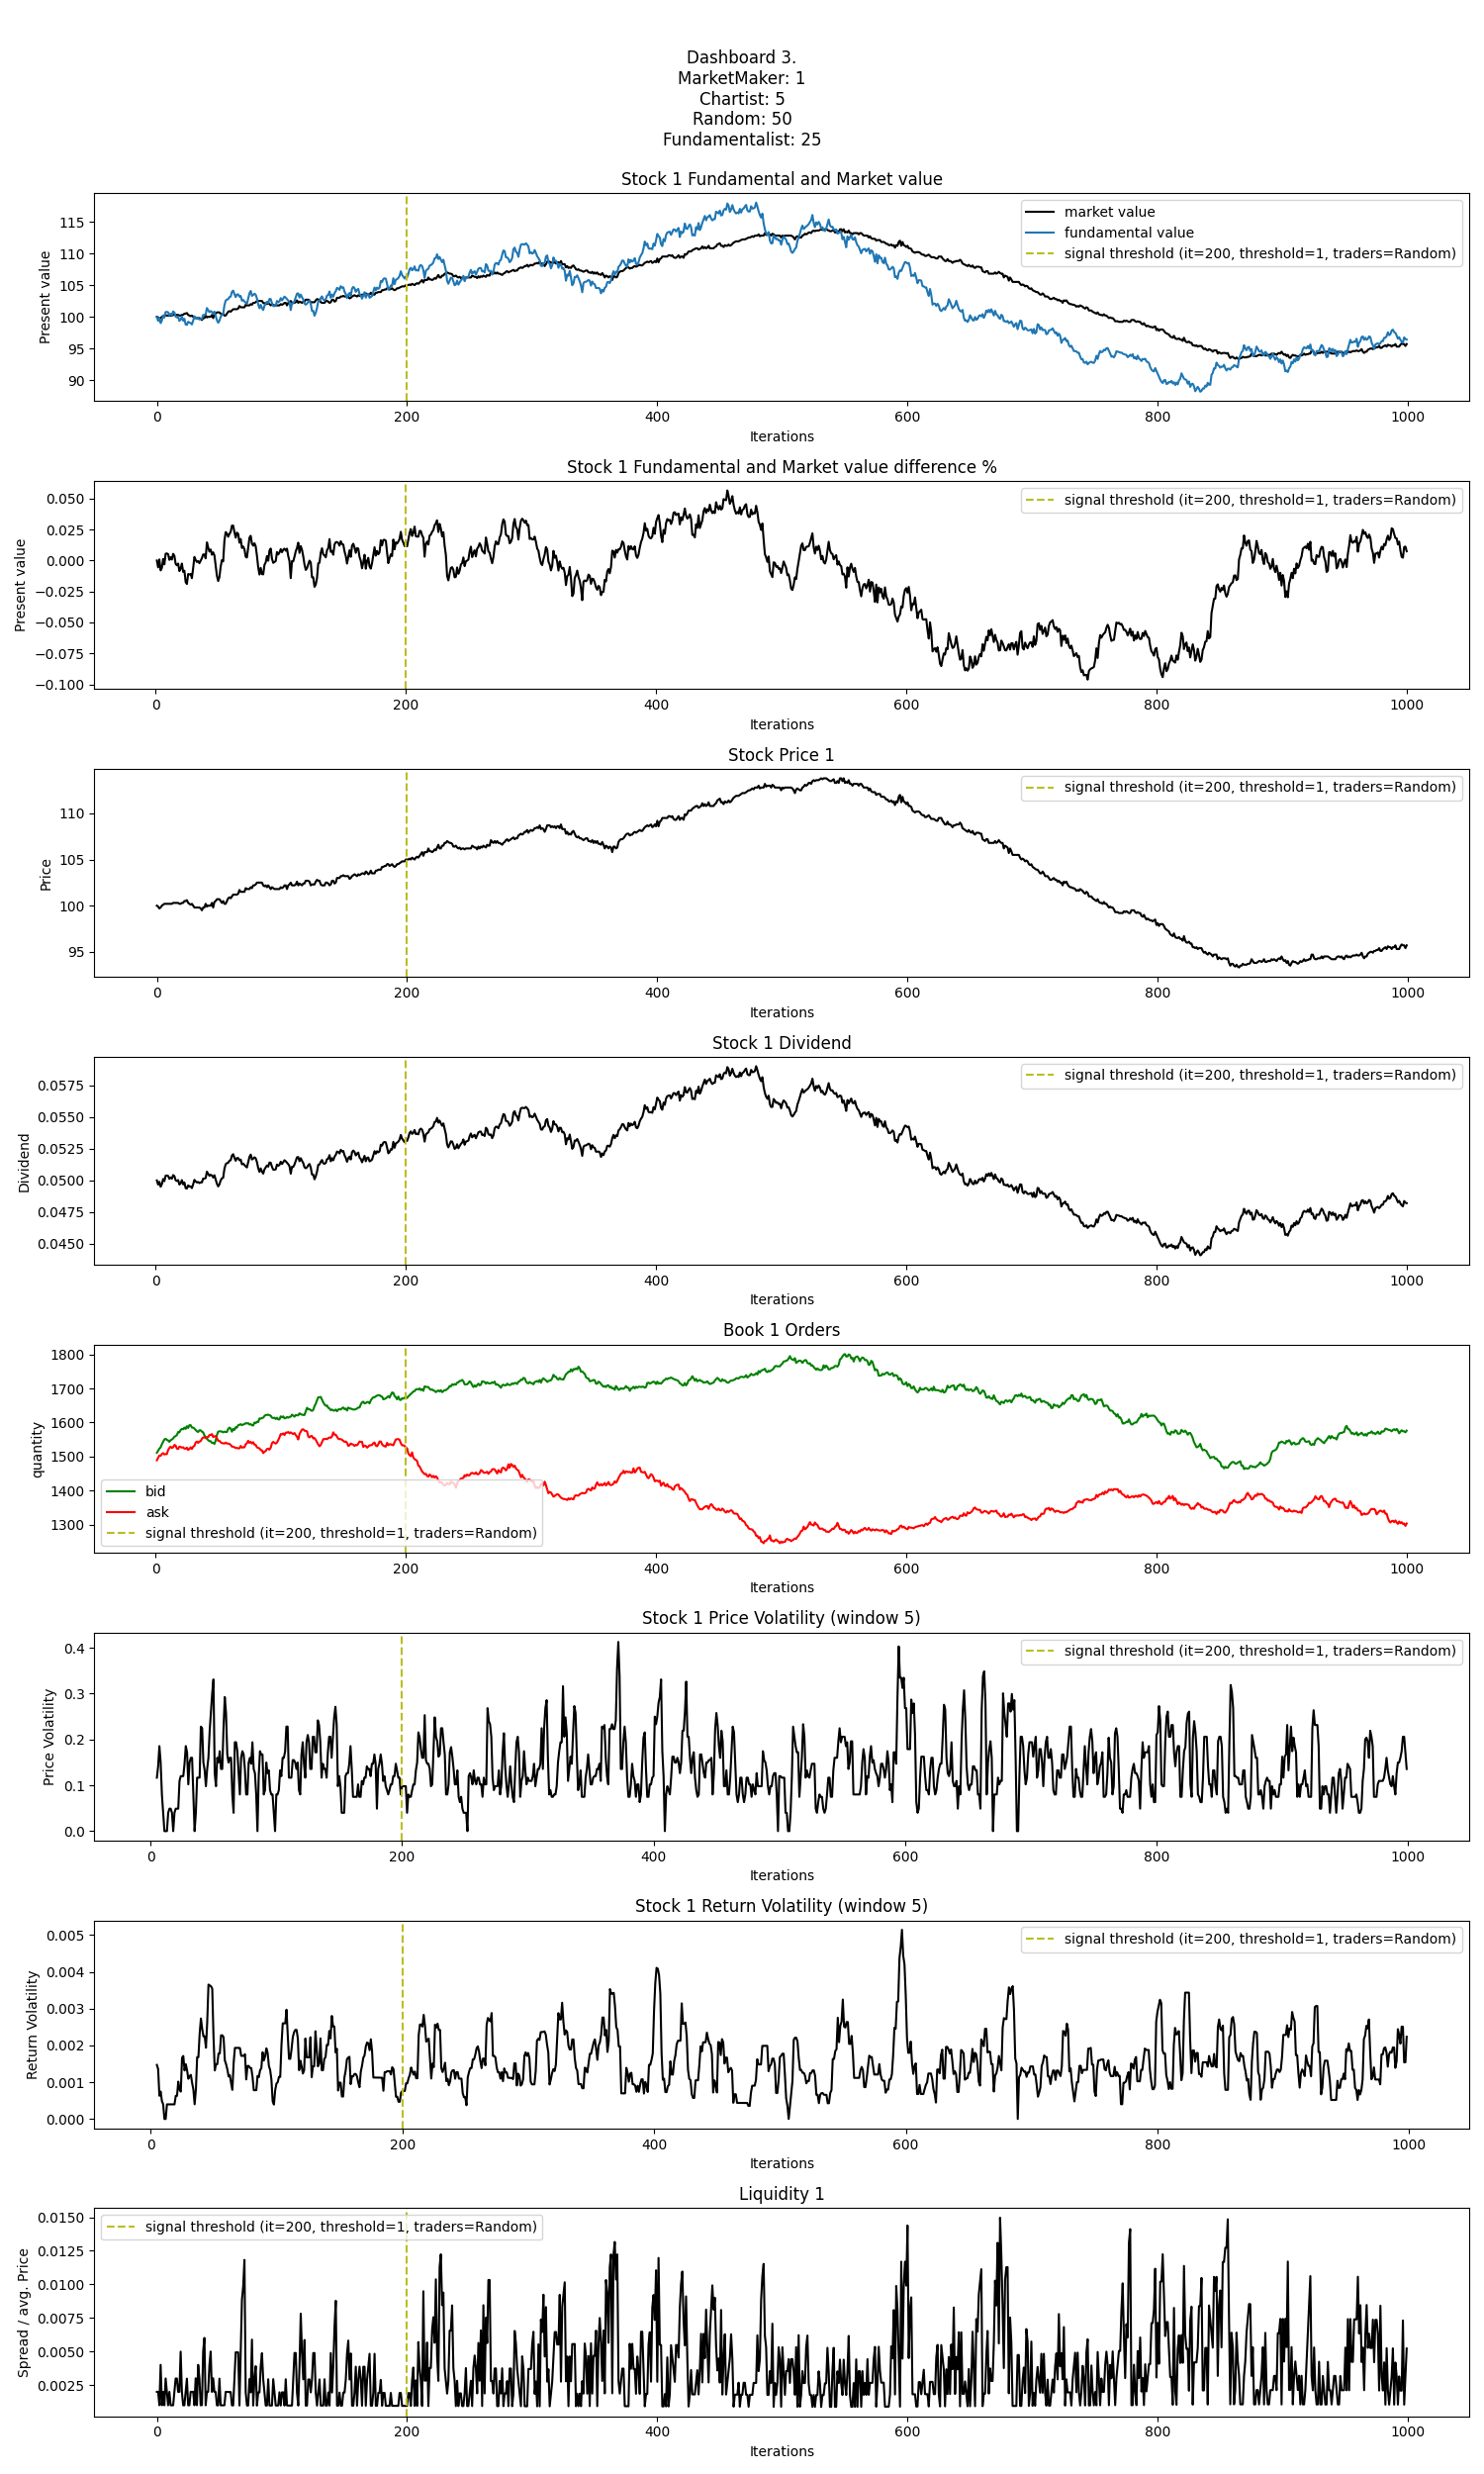 Dashboard 3.
MarketMaker: 1
Chartist: 5
Random: 50
Fundamentalist: 25
Stock 1 Fundamental and Market value
market value
fundamental value
signal threshold (it=200, threshold=1, traders=Random)
Present value
115
110
105
100
95
90
0 200 400 600 800 1000
Iterations
Stock 1 Fundamental and Market value difference %
signal threshold (it=200, threshold=1, traders=Random)
Present value
0.050
0.025
0.000
−0.025
−0.050
−0.075
−0.100
0 200 400 600 800 1000
Iterations
Stock Price 1
signal threshold (it=200, threshold=1, traders=Random)
Price
110
105
100
95
0 200 400 600 800 1000
Iterations
Stock 1 Dividend
signal threshold (it=200, threshold=1, traders=Random)
Dividend
0.0575
0.0550
0.0525
0.0500
0.0475
0.0450
0 200 400 600 800 1000
Iterations
Book 1 Orders
quantity
1800
1700
1600
1500
1400
1300
bid
ask
signal threshold (it=200, threshold=1, traders=Random)
0 200 400 600 800 1000
Iterations
Stock 1 Price Volatility (window 5)
signal threshold (it=200, threshold=1, traders=Random)
Price Volatility
0.4
0.3
0.2
0.1
0.0
0 200 400 600 800 1000
Iterations
Stock 1 Return Volatility (window 5)
signal threshold (it=200, threshold=1, traders=Random)
Return Volatility
0.005
0.004
0.003
0.002
0.001
0.000
0 200 400 600 800 1000
Iterations
Liquidity 1
signal threshold (it=200, threshold=1, traders=Random)
Spread / avg. Price
0.0150
0.0125
0.0100
0.0075
0.0050
0.0025
0 200 400 600 800 1000
Iterations